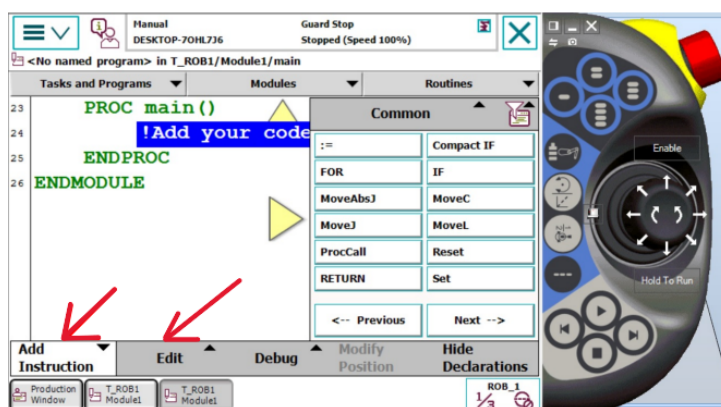 Manual
DESKTOP-7OHL7J6
Guard Stop
Stopped (Speed 100%)
<No named program> in T_ROB1/Module1/main
Tasks and Programs
Modules
Routines
23 PROC main()
24 !Add your code
25 ENDPROC
26 ENDMODULE
Common
:= Compact IF
FOR IF
MoveAbsJ MoveC
MoveJ MoveL
ProcCall Reset
RETURN Set
<-- Previous Next -->
Add
Instruction
Edit
Debug
Modify
Position
Hide
Declarations
Production
Window
T_ROB1
Module1
T_ROB1
Module1
ROB_1
1/3
Enable
Hold To Run